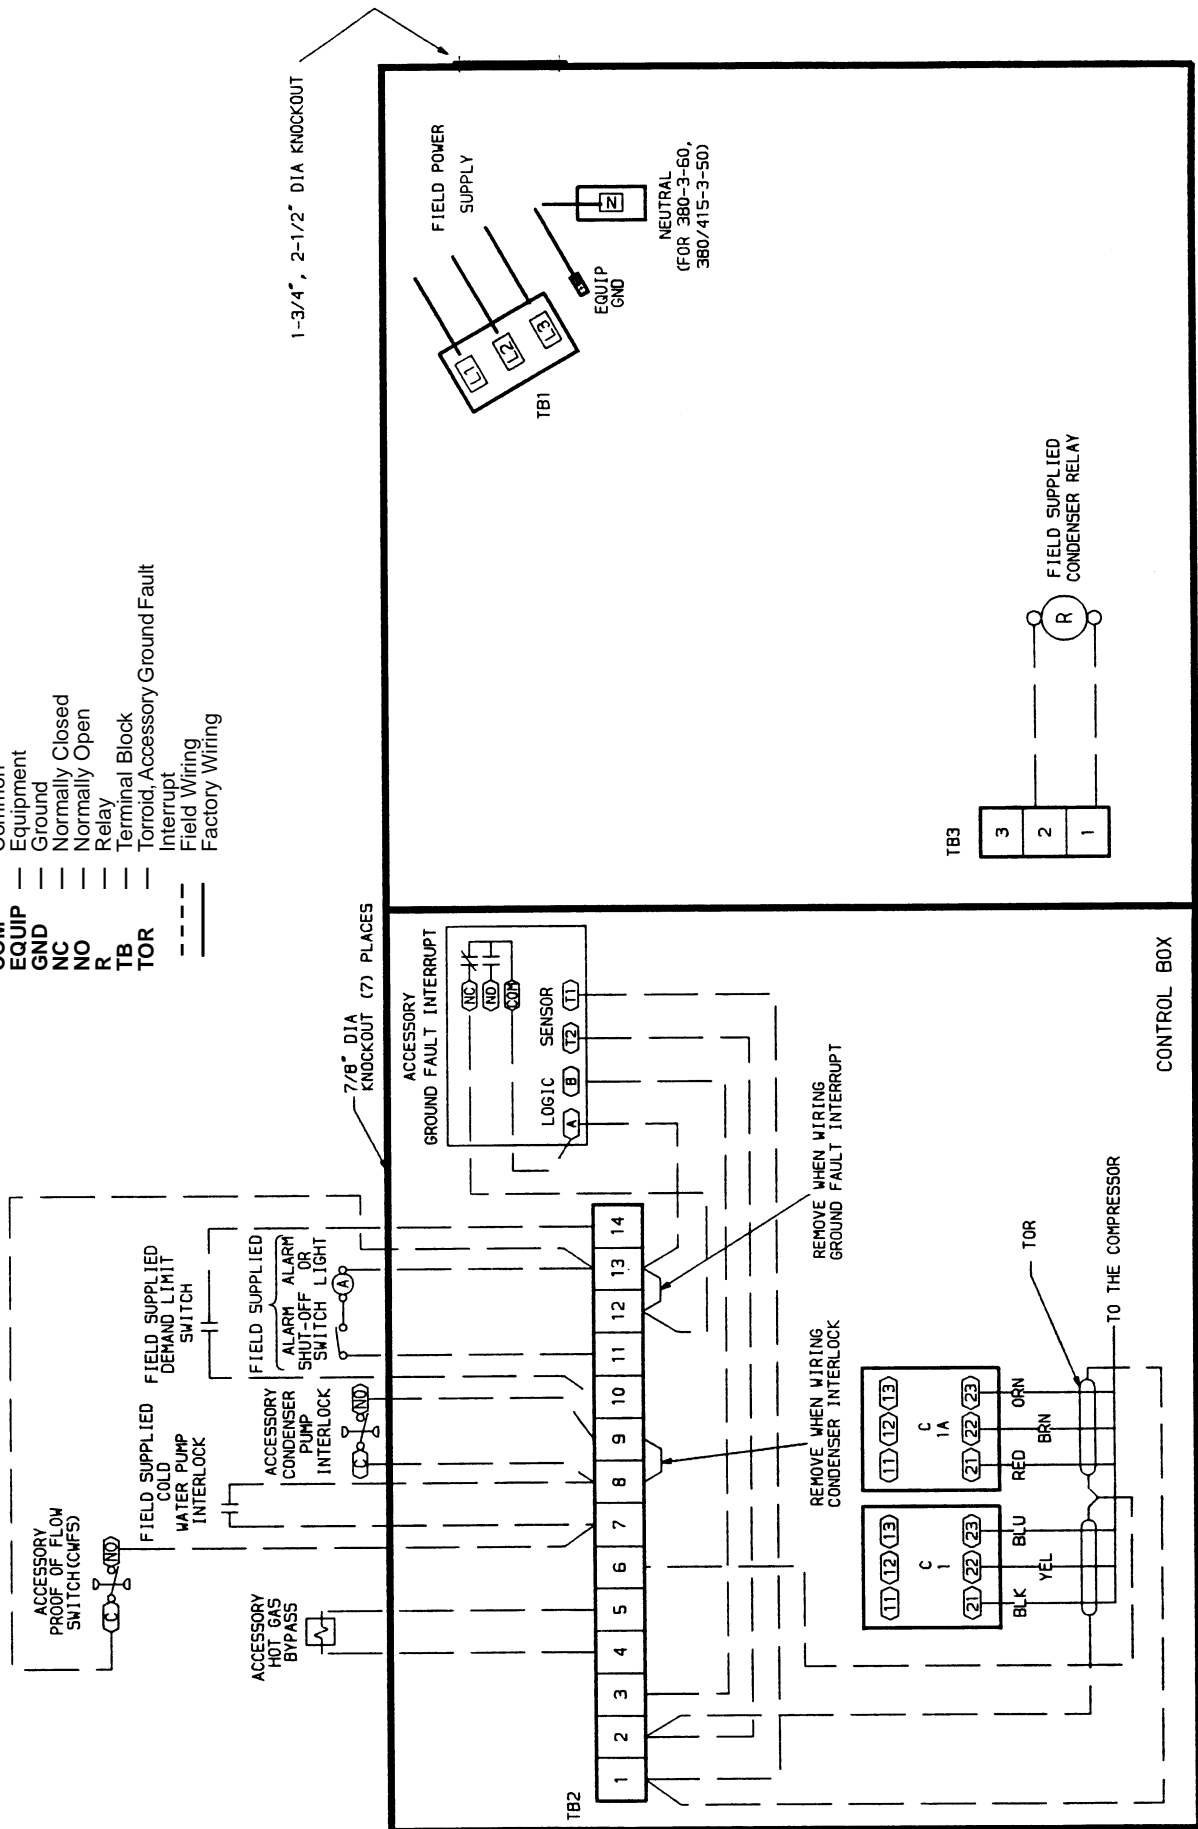 COM — Common
EQUIP — Equipment
GND — Ground
NC — Normally Closed
NO — Normally Open
R — Relay
TB — Terminal Block
TOR — Torroid, Accessory Ground Fault
Interrupt
Field Wiring
Factory Wiring
ACCESSORY
PROOF OF FLOW
SWITCH(CWFS)
C
NO
FIELD SUPPLIED
COLD
WATER PUMP
INTERLOCK
FIELD SUPPLIED
DEMAND LIMIT
SWITCH
ACCESSORY
HOT GAS
BYPASS
ACCESSORY
CONDENSER
PUMP
INTERLOCK
C
NO
FIELD SUPPLIED
ALARM ALARM
SHUT-OFF OR
SWITCH LIGHT
A
7/8" DIA
KNOCKOUT (7) PLACES
1-3/4", 2-1/2" DIA KNOCKOUT
TB2
1 2 3 4 5 6 7 8 9 10 11 12 13 14
ACCESSORY
GROUND FAULT INTERRUPT
NC
NO
COM
LOGIC SENSOR
A B T2 T1
REMOVE WHEN WIRING
CONDENSER INTERLOCK
REMOVE WHEN WIRING
GROUND FAULT INTERRUPT
11 12 13
C
1
21 22 23
BLK YEL BLU
11 12 13
C
1A
21 22 23
RED BRN ORN
TOR
TO THE COMPRESSOR
CONTROL BOX
FIELD POWER
SUPPLY
L1 L2 L3
TB1
EQUIP
GND
N
NEUTRAL
(FOR 380-3-60,
380/415-3-50)
TB3
3
2
1
R
FIELD SUPPLIED
CONDENSER RELAY